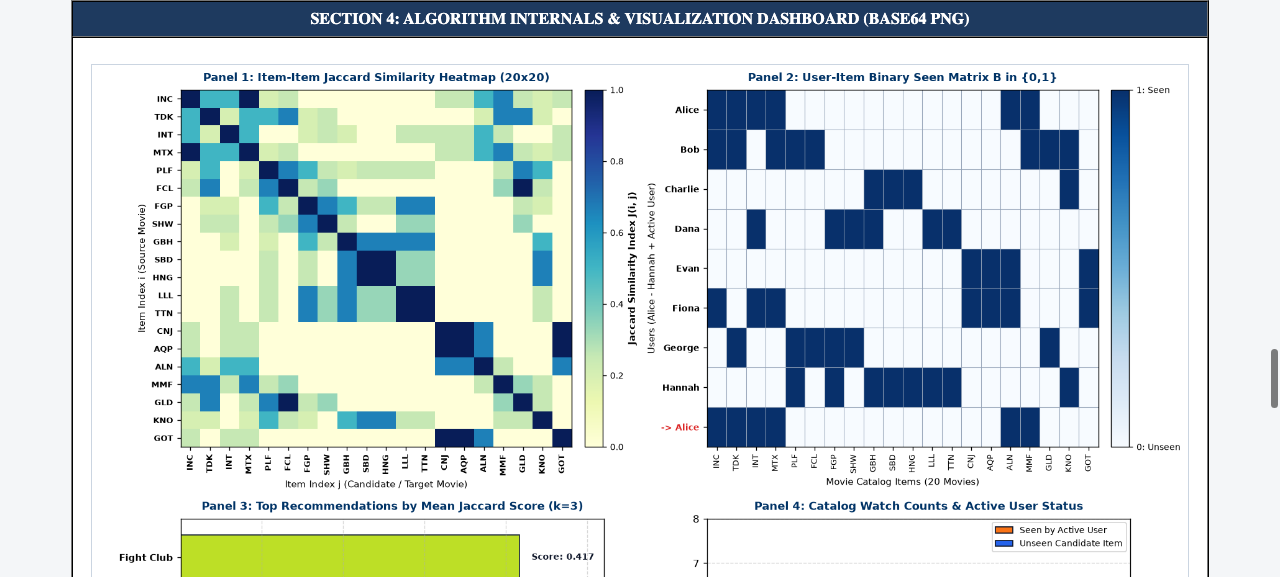 SECTION 4: ALGORITHM INTERNALS & VISUALIZATION DASHBOARD (BASE64 PNG)
Panel 1: Item-Item Jaccard Similarity Heatmap (20x20)
INC
TDK
INT
MTX
PLF
FCL
FGP
SHW
GBH
SBD
HNG
LLL
TTN
CNJ
AQP
ALN
MMF
GLD
KNO
GOT
Item Index i (Source Movie)
INC TDK INT MTX PLF FCL FGP SHW GBH SBD HNG LLL TTN CNJ AQP ALN MMF GLD KNO GOT
Item Index j (Candidate / Target Movie)
1.0
0.8
0.6
0.4
0.2
0.0
Jaccard Similarity Index J(i, j)
Panel 2: User-Item Binary Seen Matrix B in {0,1}
Users (Alice - Hannah + Active User)
Alice
Bob
Charlie
Dana
Evan
Fiona
George
Hannah
-> Alice
INC TDK INT MTX PLF FCL FGP SHW GBH SBD HNG LLL TTN CNJ AQP ALN MMF GLD KNO GOT
Movie Catalog Items (20 Movies)
1: Seen
0: Unseen
Panel 3: Top Recommendations by Mean Jaccard Score (k=3)
Fight Club
Score: 0.417
Panel 4: Catalog Watch Counts & Active User Status
8
7
Seen by Active User
Unseen Candidate Item